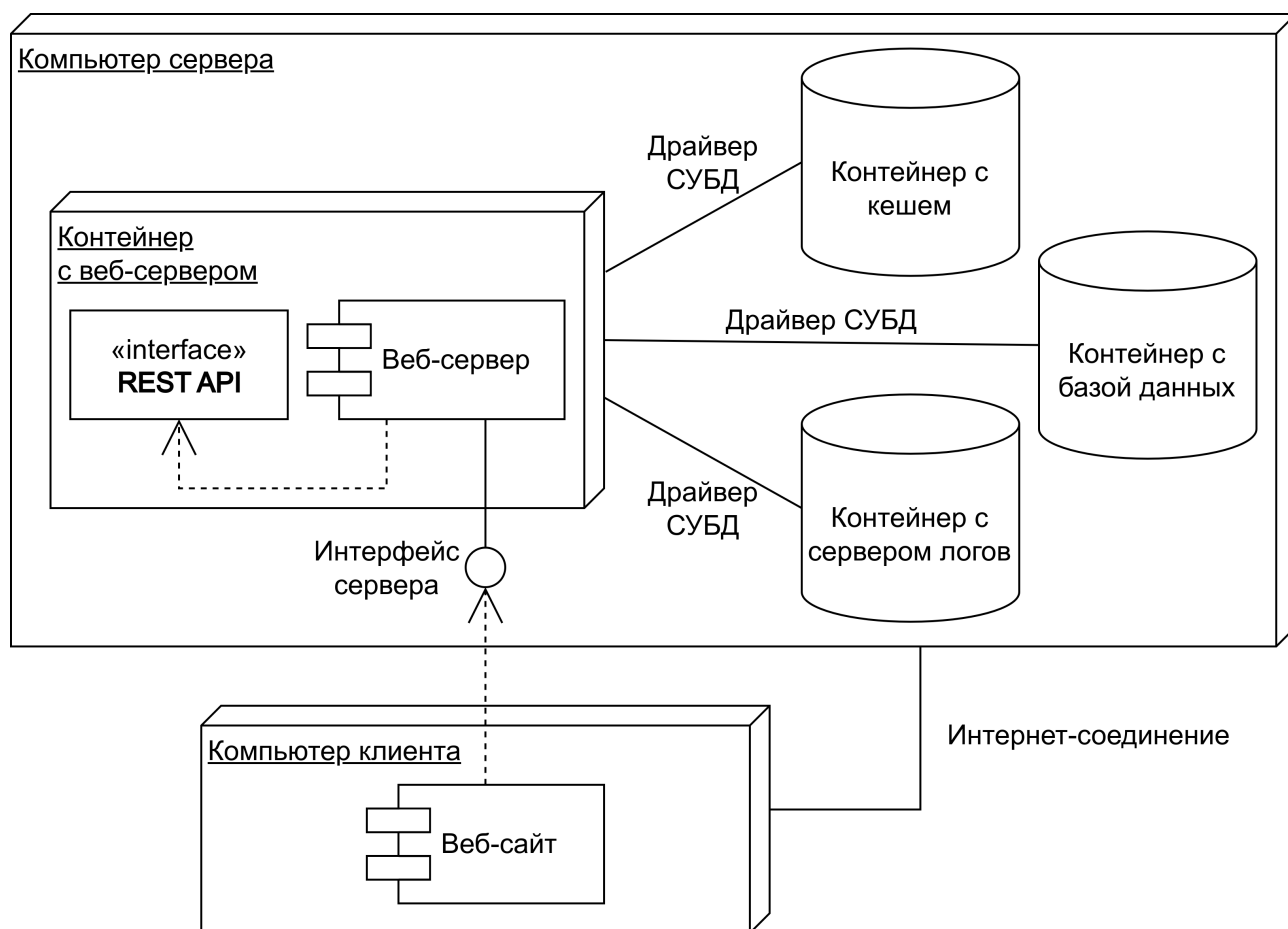 Компьютер сервера
Драйвер
СУБД
Контейнер с
кешем
Контейнер
с веб-сервером
«interface»
REST API
Веб-сервер
Драйвер СУБД
Контейнер с
базой данных
Драйвер
СУБД
Контейнер с
сервером логов
Интерфейс
сервера
Интернет-соединение
Компьютер клиента
Веб-сайт